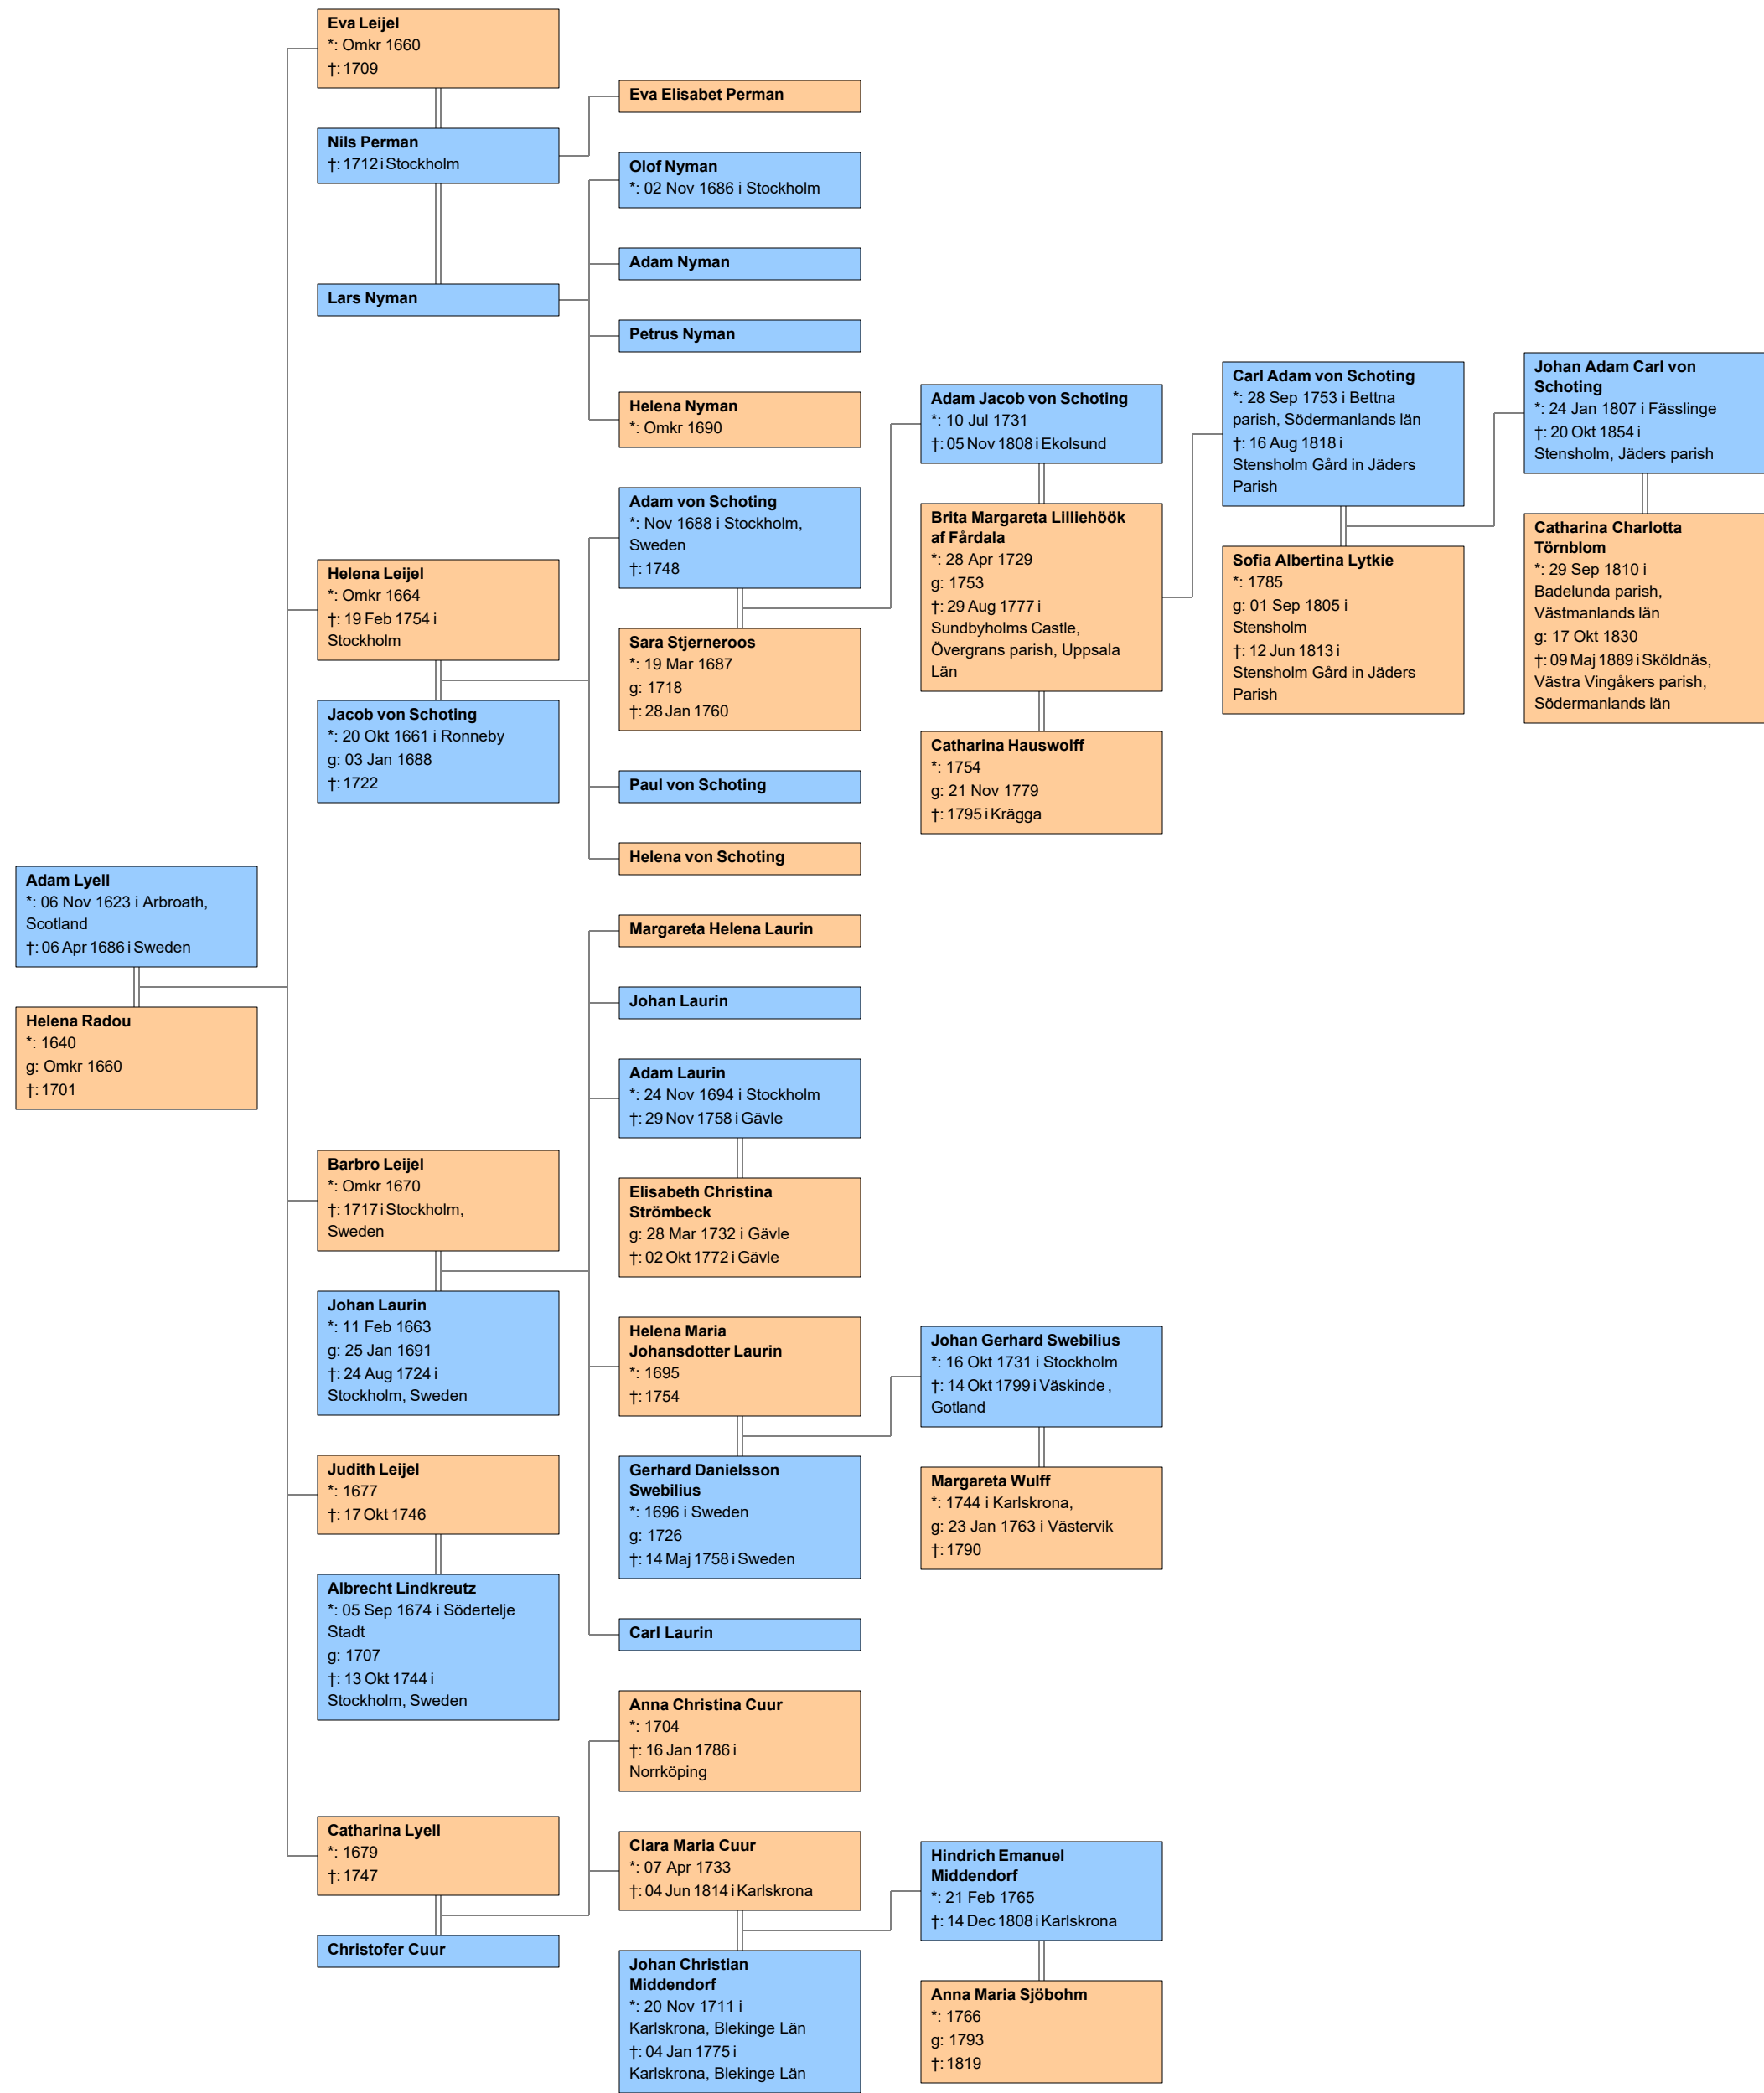 Eva Leijel
*: Omkr 1660
†: 1709
Nils Perman
†: 1712 i Stockholm
Lars Nyman
Helena Leijel
*: Omkr 1664
†: 19 Feb 1754 i
Stockholm
Jacob von Schoting
*: 20 Okt 1661 i Ronneby
g: 03 Jan 1688
†: 1722
Adam Lyell
*: 06 Nov 1623 i Arbroath,
Scotland
†: 06 Apr 1686 i Sweden
Helena Radou
*: 1640
g: Omkr 1660
†: 1701
Barbro Leijel
*: Omkr 1670
†: 1717 i Stockholm,
Sweden
Johan Laurin
*: 11 Feb 1663
g: 25 Jan 1691
†: 24 Aug 1724 i
Stockholm, Sweden
Judith Leijel
*: 1677
†: 17 Okt 1746
Albrecht Lindkreutz
*: 05 Sep 1674 i Södertelje
Stadt
g: 1707
†: 13 Okt 1744 i
Stockholm, Sweden
Catharina Lyell
*: 1679
†: 1747
Christofer Cuur
Eva Elisabet Perman
Olof Nyman
*: 02 Nov 1686 i Stockholm
Adam Nyman
Petrus Nyman
Helena Nyman
*: Omkr 1690
Adam von Schoting
*: Nov 1688 i Stockholm,
Sweden
†: 1748
Sara Stjerneroos
*: 19 Mar 1687
g: 1718
†: 28 Jan 1760
Paul von Schoting
Helena von Schoting
Margareta Helena Laurin
Johan Laurin
Adam Laurin
*: 24 Nov 1694 i Stockholm
†: 29 Nov 1758 i Gävle
Elisabeth Christina
Strömbeck
g: 28 Mar 1732 i Gävle
†: 02 Okt 1772 i Gävle
Helena Maria
Johansdotter Laurin
*: 1695
†: 1754
Gerhard Danielsson
Swebilius
*: 1696 i Sweden
g: 1726
†: 14 Maj 1758 i Sweden
Carl Laurin
Anna Christina Cuur
*: 1704
†: 16 Jan 1786 i
Norrköping
Clara Maria Cuur
*: 07 Apr 1733
†: 04 Jun 1814 i Karlskrona
Johan Christian
Middendorf
*: 20 Nov 1711 i
Karlskrona, Blekinge Län
†: 04 Jan 1775 i
Karlskrona, Blekinge Län
Adam Jacob von Schoting
*: 10 Jul 1731
†: 05 Nov 1808 i Ekolsund
Brita Margareta Lilliehöök
af Fårdala
*: 28 Apr 1729
g: 1753
†: 29 Aug 1777 i
Sundbyholms Castle,
Övergrans parish, Uppsala
Län
Catharina Hauswolff
*: 1754
g: 21 Nov 1779
†: 1795 i Krägga
Johan Gerhard Swebilius
*: 16 Okt 1731 i Stockholm
†: 14 Okt 1799 i Väskinde ,
Gotland
Margareta Wulff
*: 1744 i Karlskrona,
g: 23 Jan 1763 i Västervik
†: 1790
Hindrich Emanuel
Middendorf
*: 21 Feb 1765
†: 14 Dec 1808 i Karlskrona
Anna Maria Sjöbohm
*: 1766
g: 1793
†: 1819
Carl Adam von Schoting
*: 28 Sep 1753 i Bettna
parish, Södermanlands län
†: 16 Aug 1818 i
Stensholm Gård in Jäders
Parish
Sofia Albertina Lytkie
*: 1785
g: 01 Sep 1805 i
Stensholm
†: 12 Jun 1813 i
Stensholm Gård in Jäders
Parish
Johan Adam Carl von
Schoting
*: 24 Jan 1807 i Fässlinge
†: 20 Okt 1854 i
Stensholm, Jäders parish
Catharina Charlotta
Törnblom
*: 29 Sep 1810 i
Badelunda parish,
Västmanlands län
g: 17 Okt 1830
†: 09 Maj 1889 i Sköldnäs,
Västra Vingåkers parish,
Södermanlands län